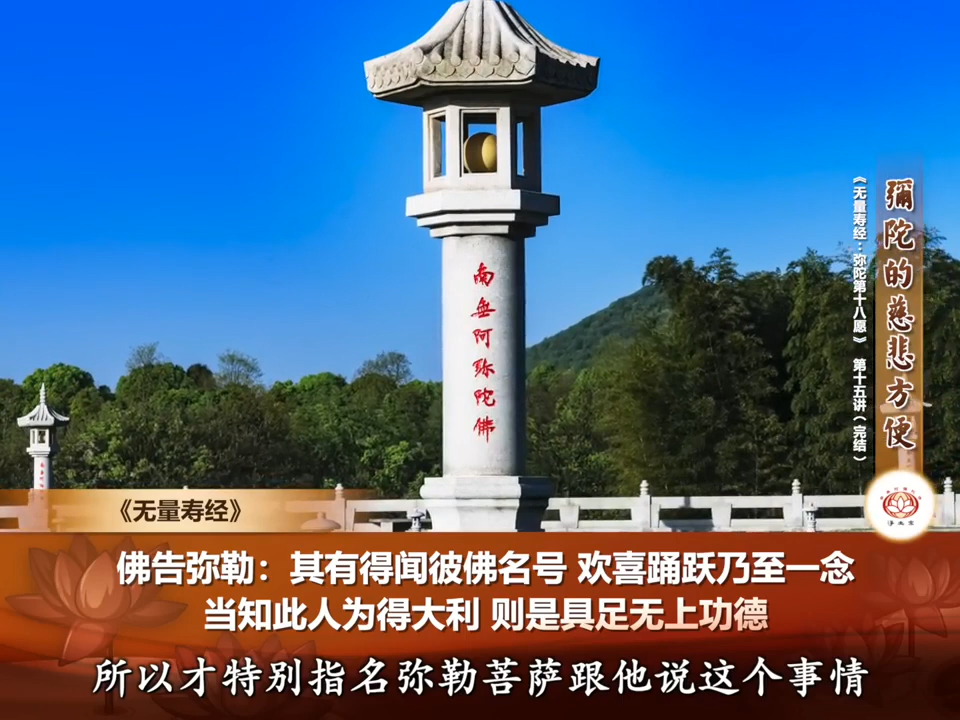 南無阿弥陀佛
彌陀的慈悲方便
《无量寿经：弥陀第十八愿》 第十五讲（完结）
净土宗
《无量寿经》
佛告弥勒：其有得闻彼佛名号 欢喜踊跃乃至一念
当知此人为得大利 则是具足无上功德
所以才特别指名弥勒菩萨跟他说这个事情